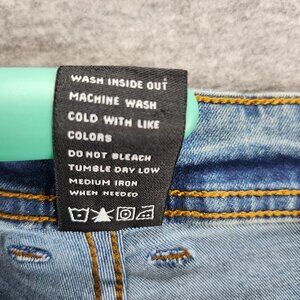 WASH INSIDE OUT
MACHINE WASH
COLD WITH LIKE
COLORS
DO NOT BLEACH
TUMBLE DRY LOW
MEDIUM IRON
WHEN NEEDED